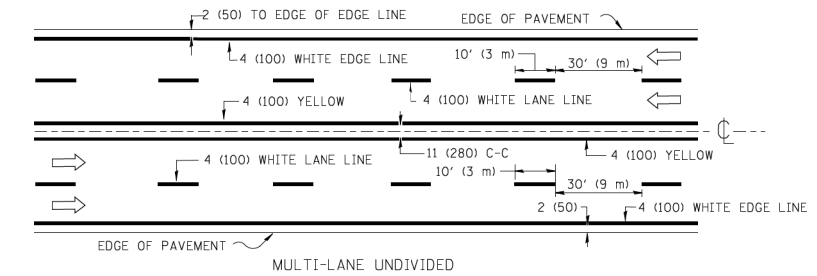 2 (50) TO EDGE OF EDGE LINE
EDGE OF PAVEMENT
4 (100) WHITE EDGE LINE
10' (3 m)
30' (9 m)
4 (100) YELLOW
4 (100) WHITE LANE LINE
℄
4 (100) WHITE LANE LINE
11 (280) C-C
4 (100) YELLOW
10' (3 m)
30' (9 m)
2 (50)
4 (100) WHITE EDGE LINE
EDGE OF PAVEMENT
MULTI-LANE UNDIVIDED